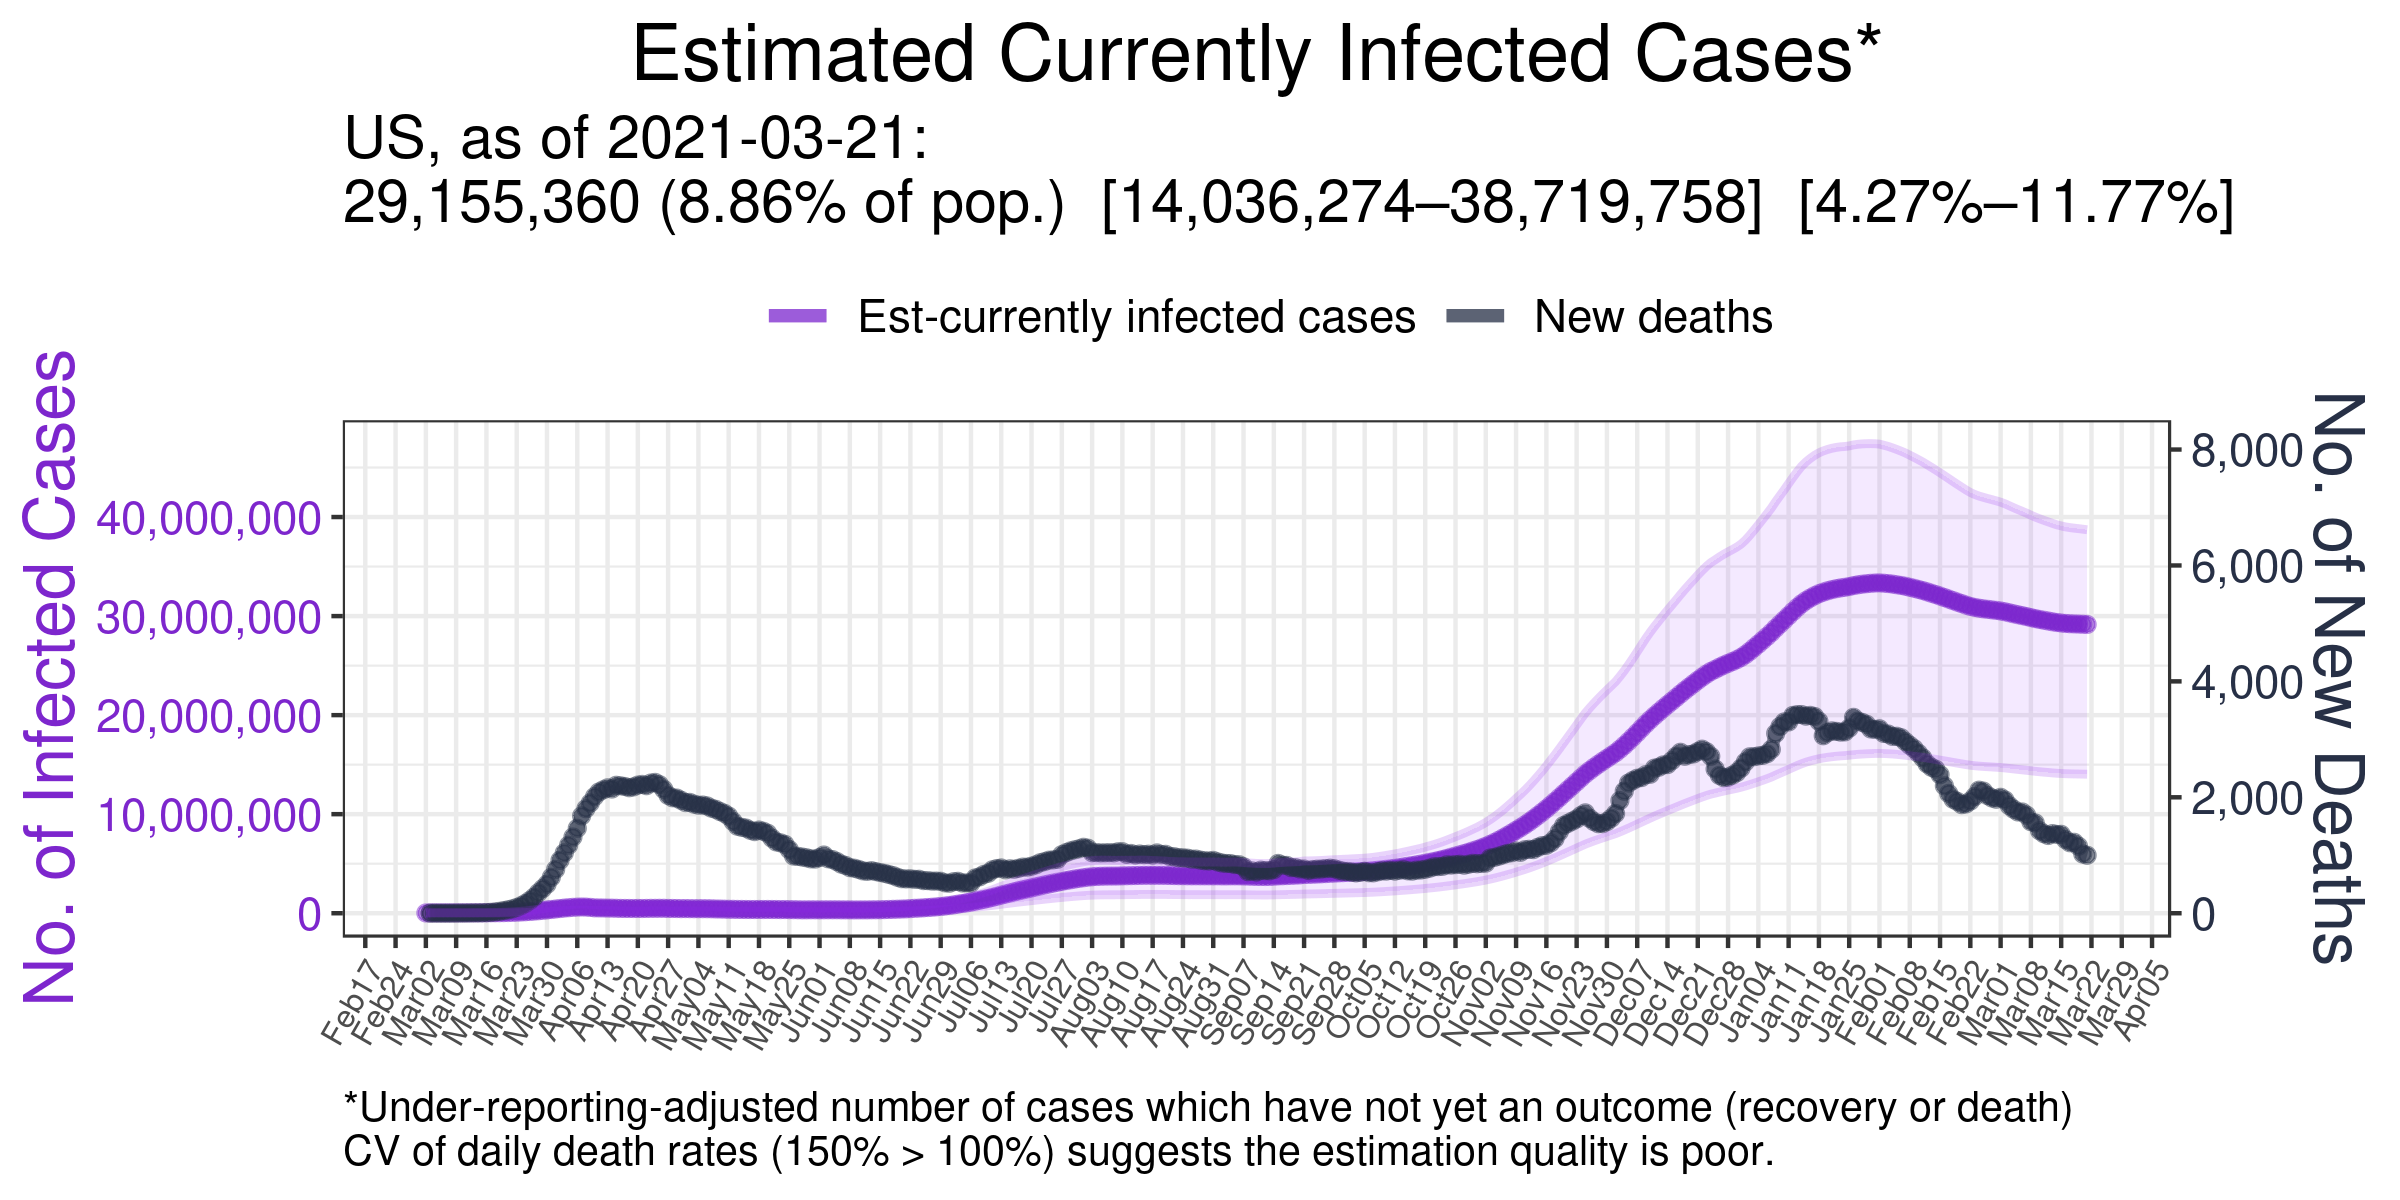 Estimated Currently Infected Cases*
US, as of 2021-03-21:
29,155,360 (8.86% of pop.)  [14,036,274–38,719,758]  [4.27%–11.77%]
Est-currently infected cases
New deaths
No. of Infected Cases
40,000,000
30,000,000
20,000,000
10,000,000
0
8,000
6,000
4,000
2,000
0
No. of New Deaths
Feb17
Feb24
Mar02
Mar09
Mar16
Mar23
Mar30
Apr06
Apr13
Apr20
Apr27
May04
May11
May18
May25
Jun01
Jun08
Jun15
Jun22
Jun29
Jul06
Jul13
Jul20
Jul27
Aug03
Aug10
Aug17
Aug24
Aug31
Sep07
Sep14
Sep21
Sep28
Oct05
Oct12
Oct19
Oct26
Nov02
Nov09
Nov16
Nov23
Nov30
Dec07
Dec14
Dec21
Dec28
Jan04
Jan11
Jan18
Jan25
Feb01
Feb08
Feb15
Feb22
Mar01
Mar08
Mar15
Mar22
Mar29
Apr05
*Under-reporting-adjusted number of cases which have not yet an outcome (recovery or death)
CV of daily death rates (150% > 100%) suggests the estimation quality is poor.